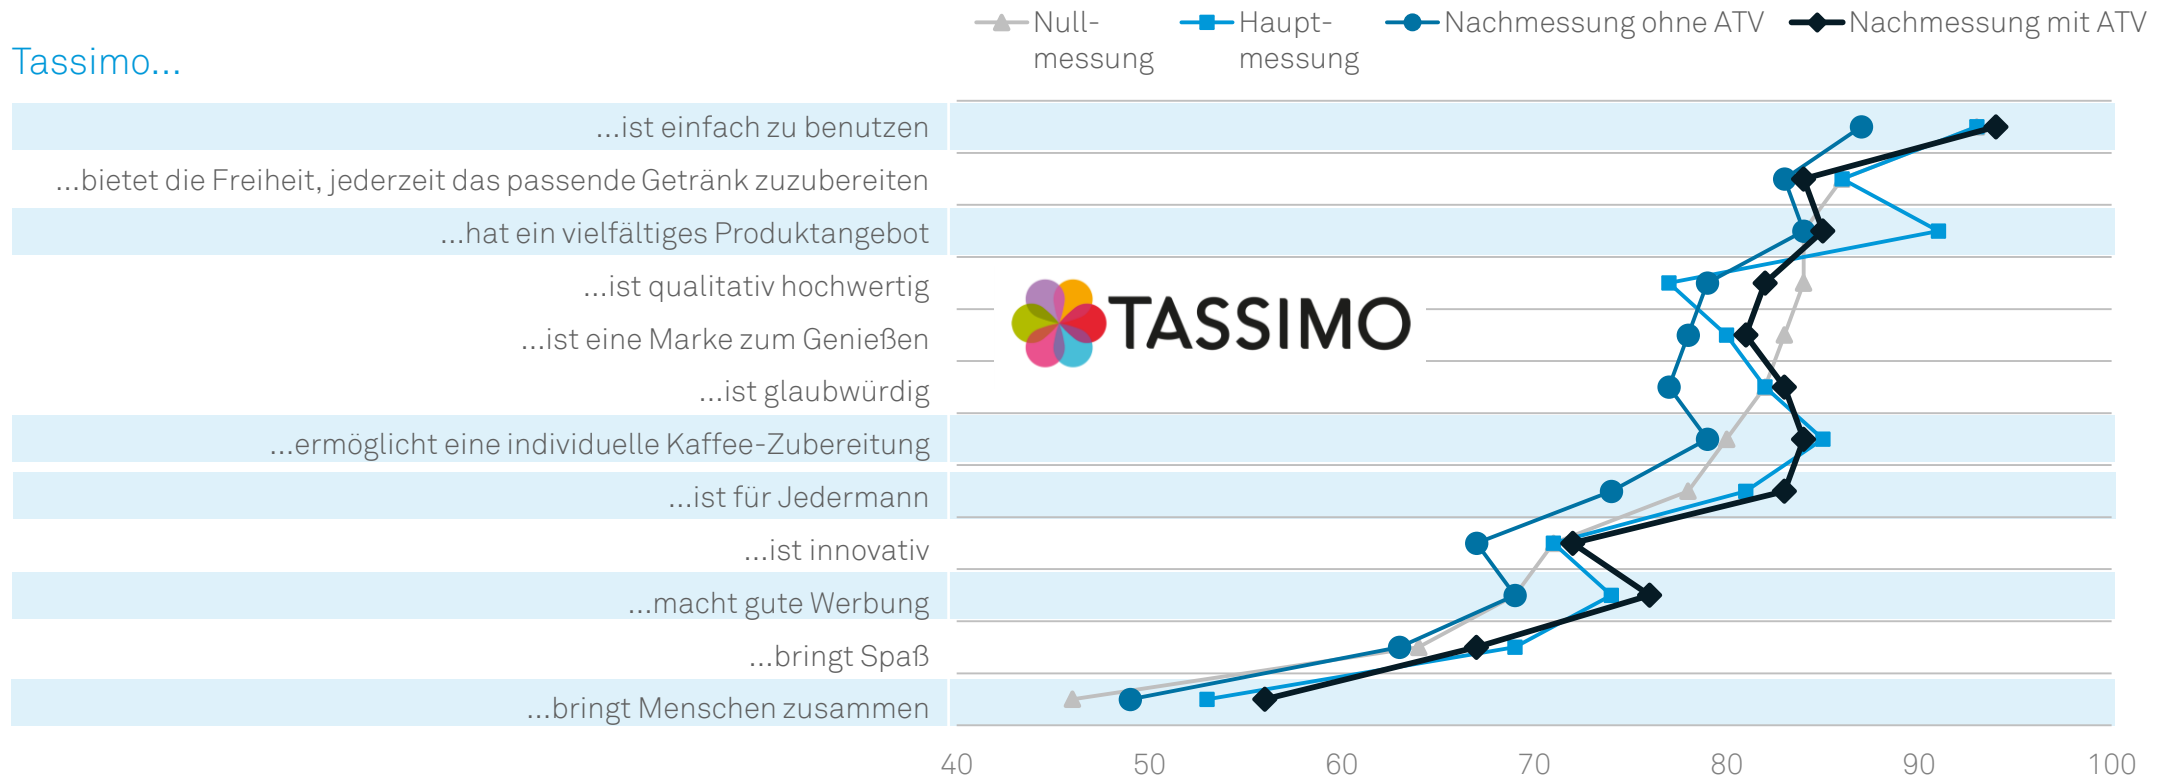 Null-
messung
Haupt-
messung
Nachmessung ohne ATV
Nachmessung mit ATV
Tassimo...
...ist einfach zu benutzen
...bietet die Freiheit, jederzeit das passende Getränk zuzubereiten
...hat ein vielfältiges Produktangebot
...ist qualitativ hochwertig
...ist eine Marke zum Genießen
...ist glaubwürdig
...ermöglicht eine individuelle Kaffee-Zubereitung
...ist für Jedermann
...ist innovativ
...macht gute Werbung
...bringt Spaß
...bringt Menschen zusammen
TASSIMO
40 50 60 70 80 90 100